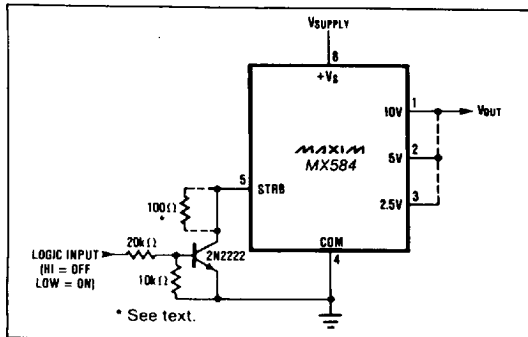 VSUPPLY
8
+VS
10V
1
VOUT
MAXIM
MX584
5V
2
5
STRB
2.5V
3
100Ω
*
COM
4
20kΩ
LOGIC INPUT
(HI = OFF
LOW = ON)
2N2222
10kΩ
* See text.